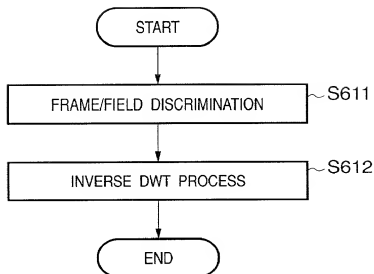 START
FRAME/FIELD DISCRIMINATION
S611
INVERSE DWT PROCESS
S612
END